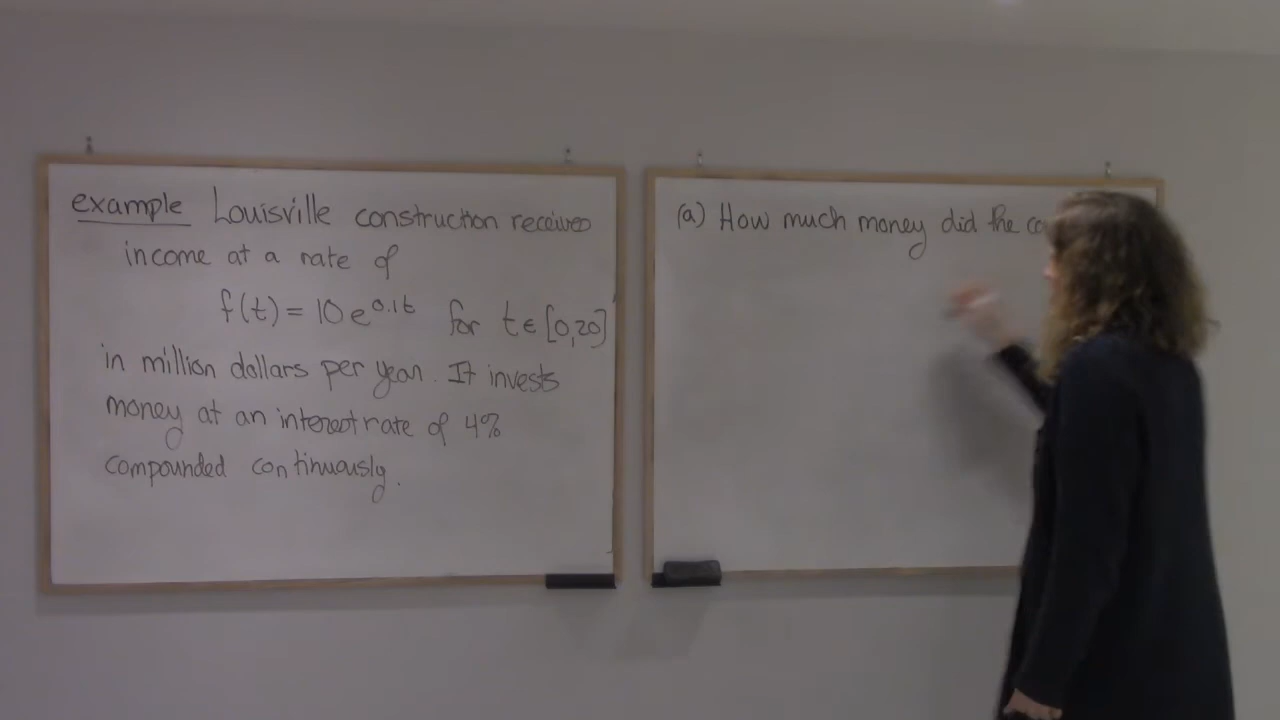 example Louisville construction receives
income at a rate of
f(t) = 10e^0.1t for t ∈ [0,20]
in million dollars per year. It invests
money at an interest rate of 4%
compounded continuously.
(a) How much money did the